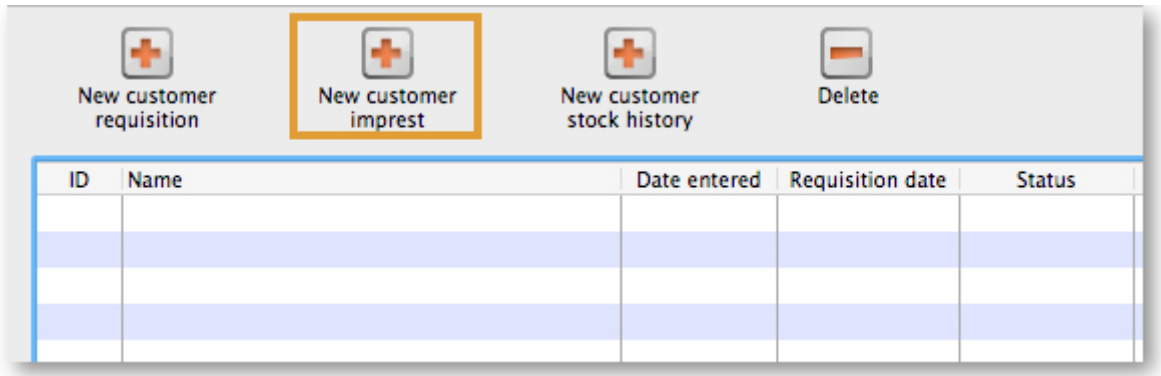 New customer
requisition
New customer
imprest
New customer
stock history
Delete
ID Name Date entered Requisition date Status